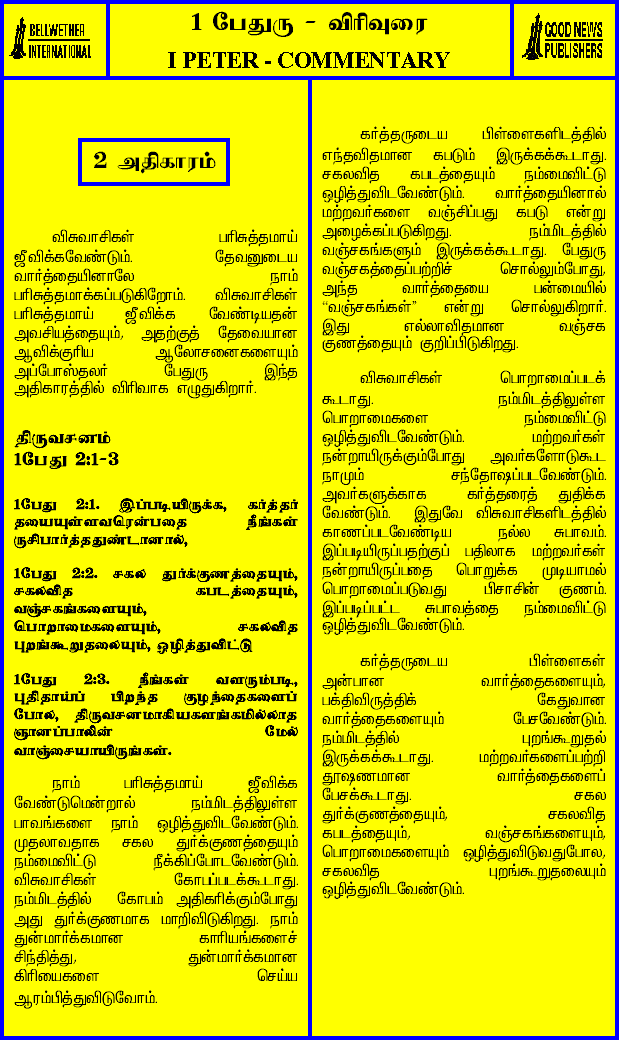 BELLWETHER
INTERNATIONAL
1 பேதுரு - விரிவுரை
I PETER - COMMENTARY
GOOD NEWS
PUBLISHERS
2 அதிகாரம்
விசுவாசிகள் பரிசுத்தமாய்
ஜீவிக்கவேண்டும். தேவனுடைய
வார்த்தையினாலே நாம்
பரிசுத்தமாக்கப்படுகிறோம். விசுவாசிகள்
பரிசுத்தமாய் ஜீவிக்க வேண்டியதன்
அவசியத்தையும், அதற்குத் தேவையான
ஆவிக்குரிய ஆலோசனைகளையும்
அப்போஸ்தலர் பேதுரு இந்த
அதிகாரத்தில் விரிவாக எழுதுகிறார்.
திருவசனம்
1பேது 2:1-3
1பேது 2:1. இப்படியிருக்க, கர்த்தர்
தயையுள்ளவரென்பதை நீங்கள்
ருசிபார்த்ததுண்டானால்,
1பேது 2:2. சகல துர்க்குணத்தையும்,
சகலவித கபடத்தையும்,
வஞ்சகங்களையும்,
பொறாமைகளையும், சகலவித
புறங்கூறுதலையும், ஒழித்துவிட்டு
1பேது 2:3. நீங்கள் வளரும்படி,
புதிதாய்ப் பிறந்த குழந்தைகளைப்
போல, திருவசனமாகியகளங்கமில்லாத
ஞானப்பாலின் மேல்
வாஞ்சையாயிருங்கள்.
நாம் பரிசுத்தமாய் ஜீவிக்க
வேண்டுமென்றால் நம்மிடத்திலுள்ள
பாவங்களை நாம் ஒழித்துவிடவேண்டும்.
முதலாவதாக சகல துர்க்குணத்தையும்
நம்மைவிட்டு நீக்கிப்போடவேண்டும்.
விசுவாசிகள் கோபப்படக்கூடாது.
நம்மிடத்தில் கோபம் அதிகரிக்கும்போது
அது துர்க்குணமாக மாறிவிடுகிறது. நாம்
துன்மார்க்கமான காரியங்களைச்
சிந்தித்து, துன்மார்க்கமான
கிரியைகளை செய்ய
ஆரம்பித்துவிடுவோம்.
கர்த்தருடைய பிள்ளைகளிடத்தில்
எந்தவிதமான கபடும் இருக்கக்கூடாது.
சகலவித கபடத்தையும் நம்மைவிட்டு
ஒழித்துவிடவேண்டும். வார்த்தையினால்
மற்றவர்களை வஞ்சிப்பது கபடு என்று
அழைக்கப்படுகிறது. நம்மிடத்தில்
வஞ்சகங்களும் இருக்கக்கூடாது. பேதுரு
வஞ்சகத்தைப்பற்றிச் சொல்லும்போது,
அந்த வார்த்தையை பன்மையில்
“வஞ்சகங்கள்” என்று சொல்லுகிறார்.
இது எல்லாவிதமான வஞ்சக
குணத்தையும் குறிப்பிடுகிறது.
விசுவாசிகள் பொறாமைப்படக்
கூடாது. நம்மிடத்திலுள்ள
பொறாமைகளை நம்மைவிட்டு
ஒழித்துவிடவேண்டும். மற்றவர்கள்
நன்றாயிருக்கும்போது அவர்களோடுகூட
நாமும் சந்தோஷப்படவேண்டும்.
அவர்களுக்காக கர்த்தரைத் துதிக்க
வேண்டும். இதுவே விசுவாசிகளிடத்தில்
காணப்படவேண்டிய நல்ல சுபாவம்.
இப்படியிருப்பதற்குப் பதிலாக மற்றவர்கள்
நன்றாயிருப்பதை பொறுக்க முடியாமல்
பொறாமைப்படுவது பிசாசின் குணம்.
இப்படிப்பட்ட சுபாவத்தை நம்மைவிட்டு
ஒழித்துவிடவேண்டும்.
கர்த்தருடைய பிள்ளைகள்
அன்பான வார்த்தைகளையும்,
பக்திவிருத்திக் கேதுவான
வார்த்தைகளையும் பேசவேண்டும்.
நம்மிடத்தில் புறங்கூறுதல்
இருக்கக்கூடாது. மற்றவர்களைப்பற்றி
தூஷணமான வார்த்தைகளைப்
பேசக்கூடாது. சகல
துர்க்குணத்தையும், சகலவித
கபடத்தையும், வஞ்சகங்களையும்,
பொறாமைகளையும் ஒழித்துவிடுவதுபோல,
சகலவித புறங்கூறுதலையும்
ஒழித்துவிடவேண்டும்.